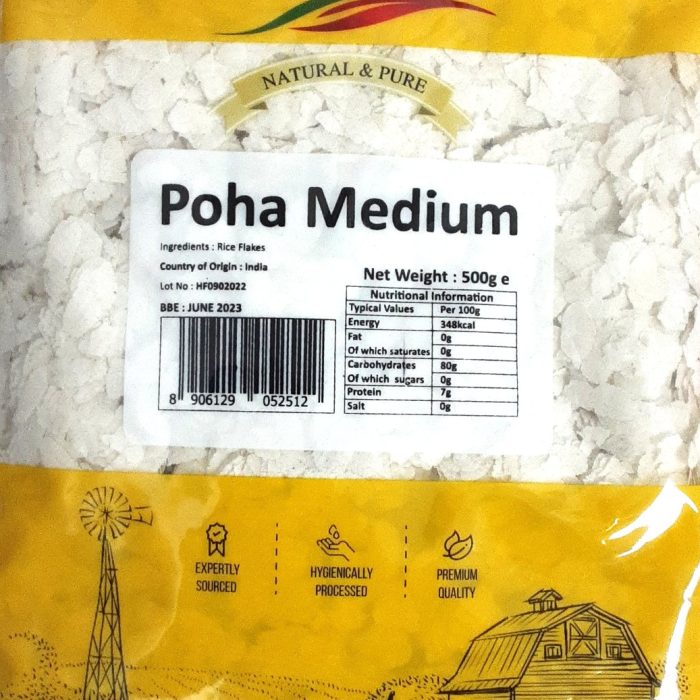 NATURAL & PURE
Poha Medium
Ingredients : Rice Flakes
Country of Origin : India
Lot No : HF0902022
BBE : JUNE 2023
8 906129 052512
Net Weight : 500g e
Nutritional Information
Typical Values Per 100g
Energy 348kcal
Fat 0g
Of which saturates 0g
Carbohydrates 80g
Of which sugars 0g
Protein 7g
Salt 0g
EXPERTLY
SOURCED
HYGIENICALLY
PROCESSED
PREMIUM
QUALITY